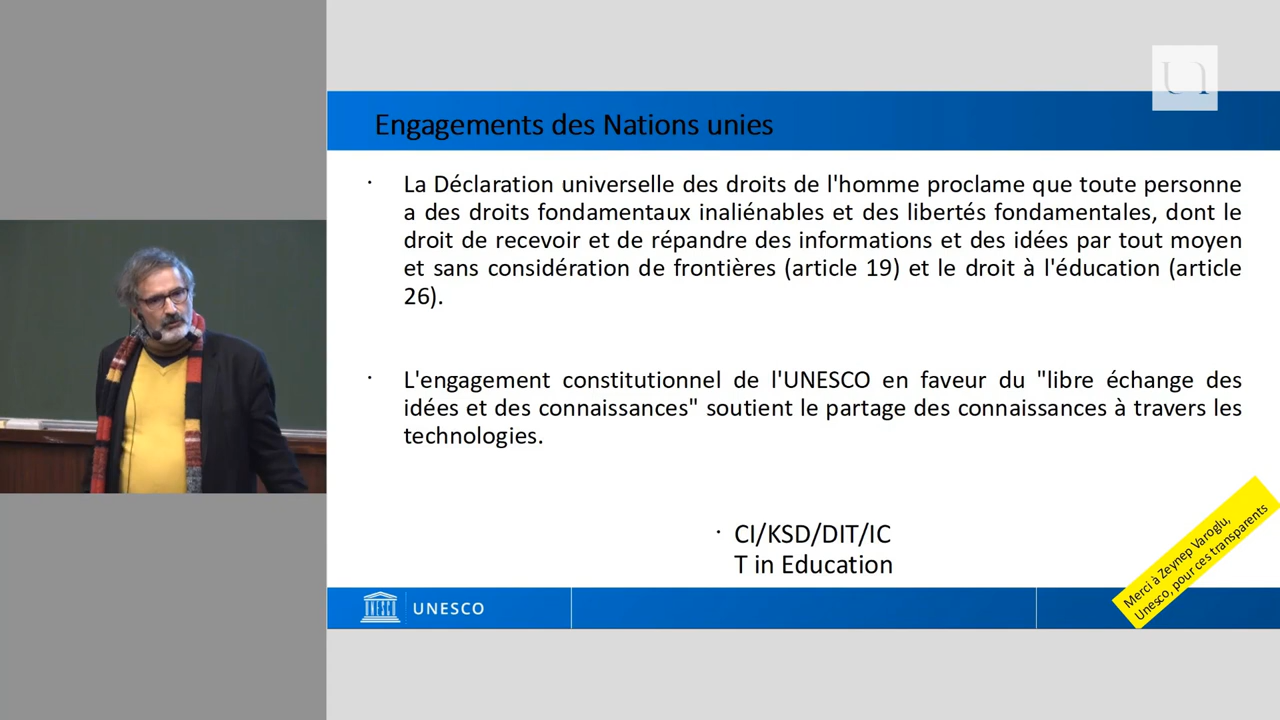 Engagements des Nations unies
· La Déclaration universelle des droits de l'homme proclame que toute personne
a des droits fondamentaux inaliénables et des libertés fondamentales, dont le
droit de recevoir et de répandre des informations et des idées par tout moyen
et sans considération de frontières (article 19) et le droit à l'éducation (article
26).
· L'engagement constitutionnel de l'UNESCO en faveur du "libre échange des
idées et des connaissances" soutient le partage des connaissances à travers les
technologies.
· CI/KSD/DIT/IC
T in Education
Merci à Zeynep Varoglu,
Unesco, pour ces transparents
UNESCO
UNESCO